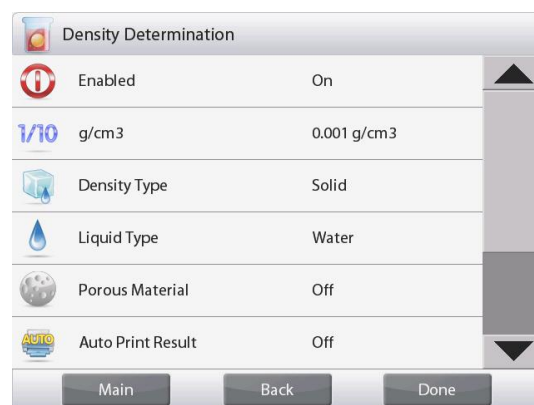 Density Determination
Enabled On
1/10 g/cm3 0.001 g/cm3
Density Type Solid
Liquid Type Water
Porous Material Off
AUTO Auto Print Result Off
Main Back Done